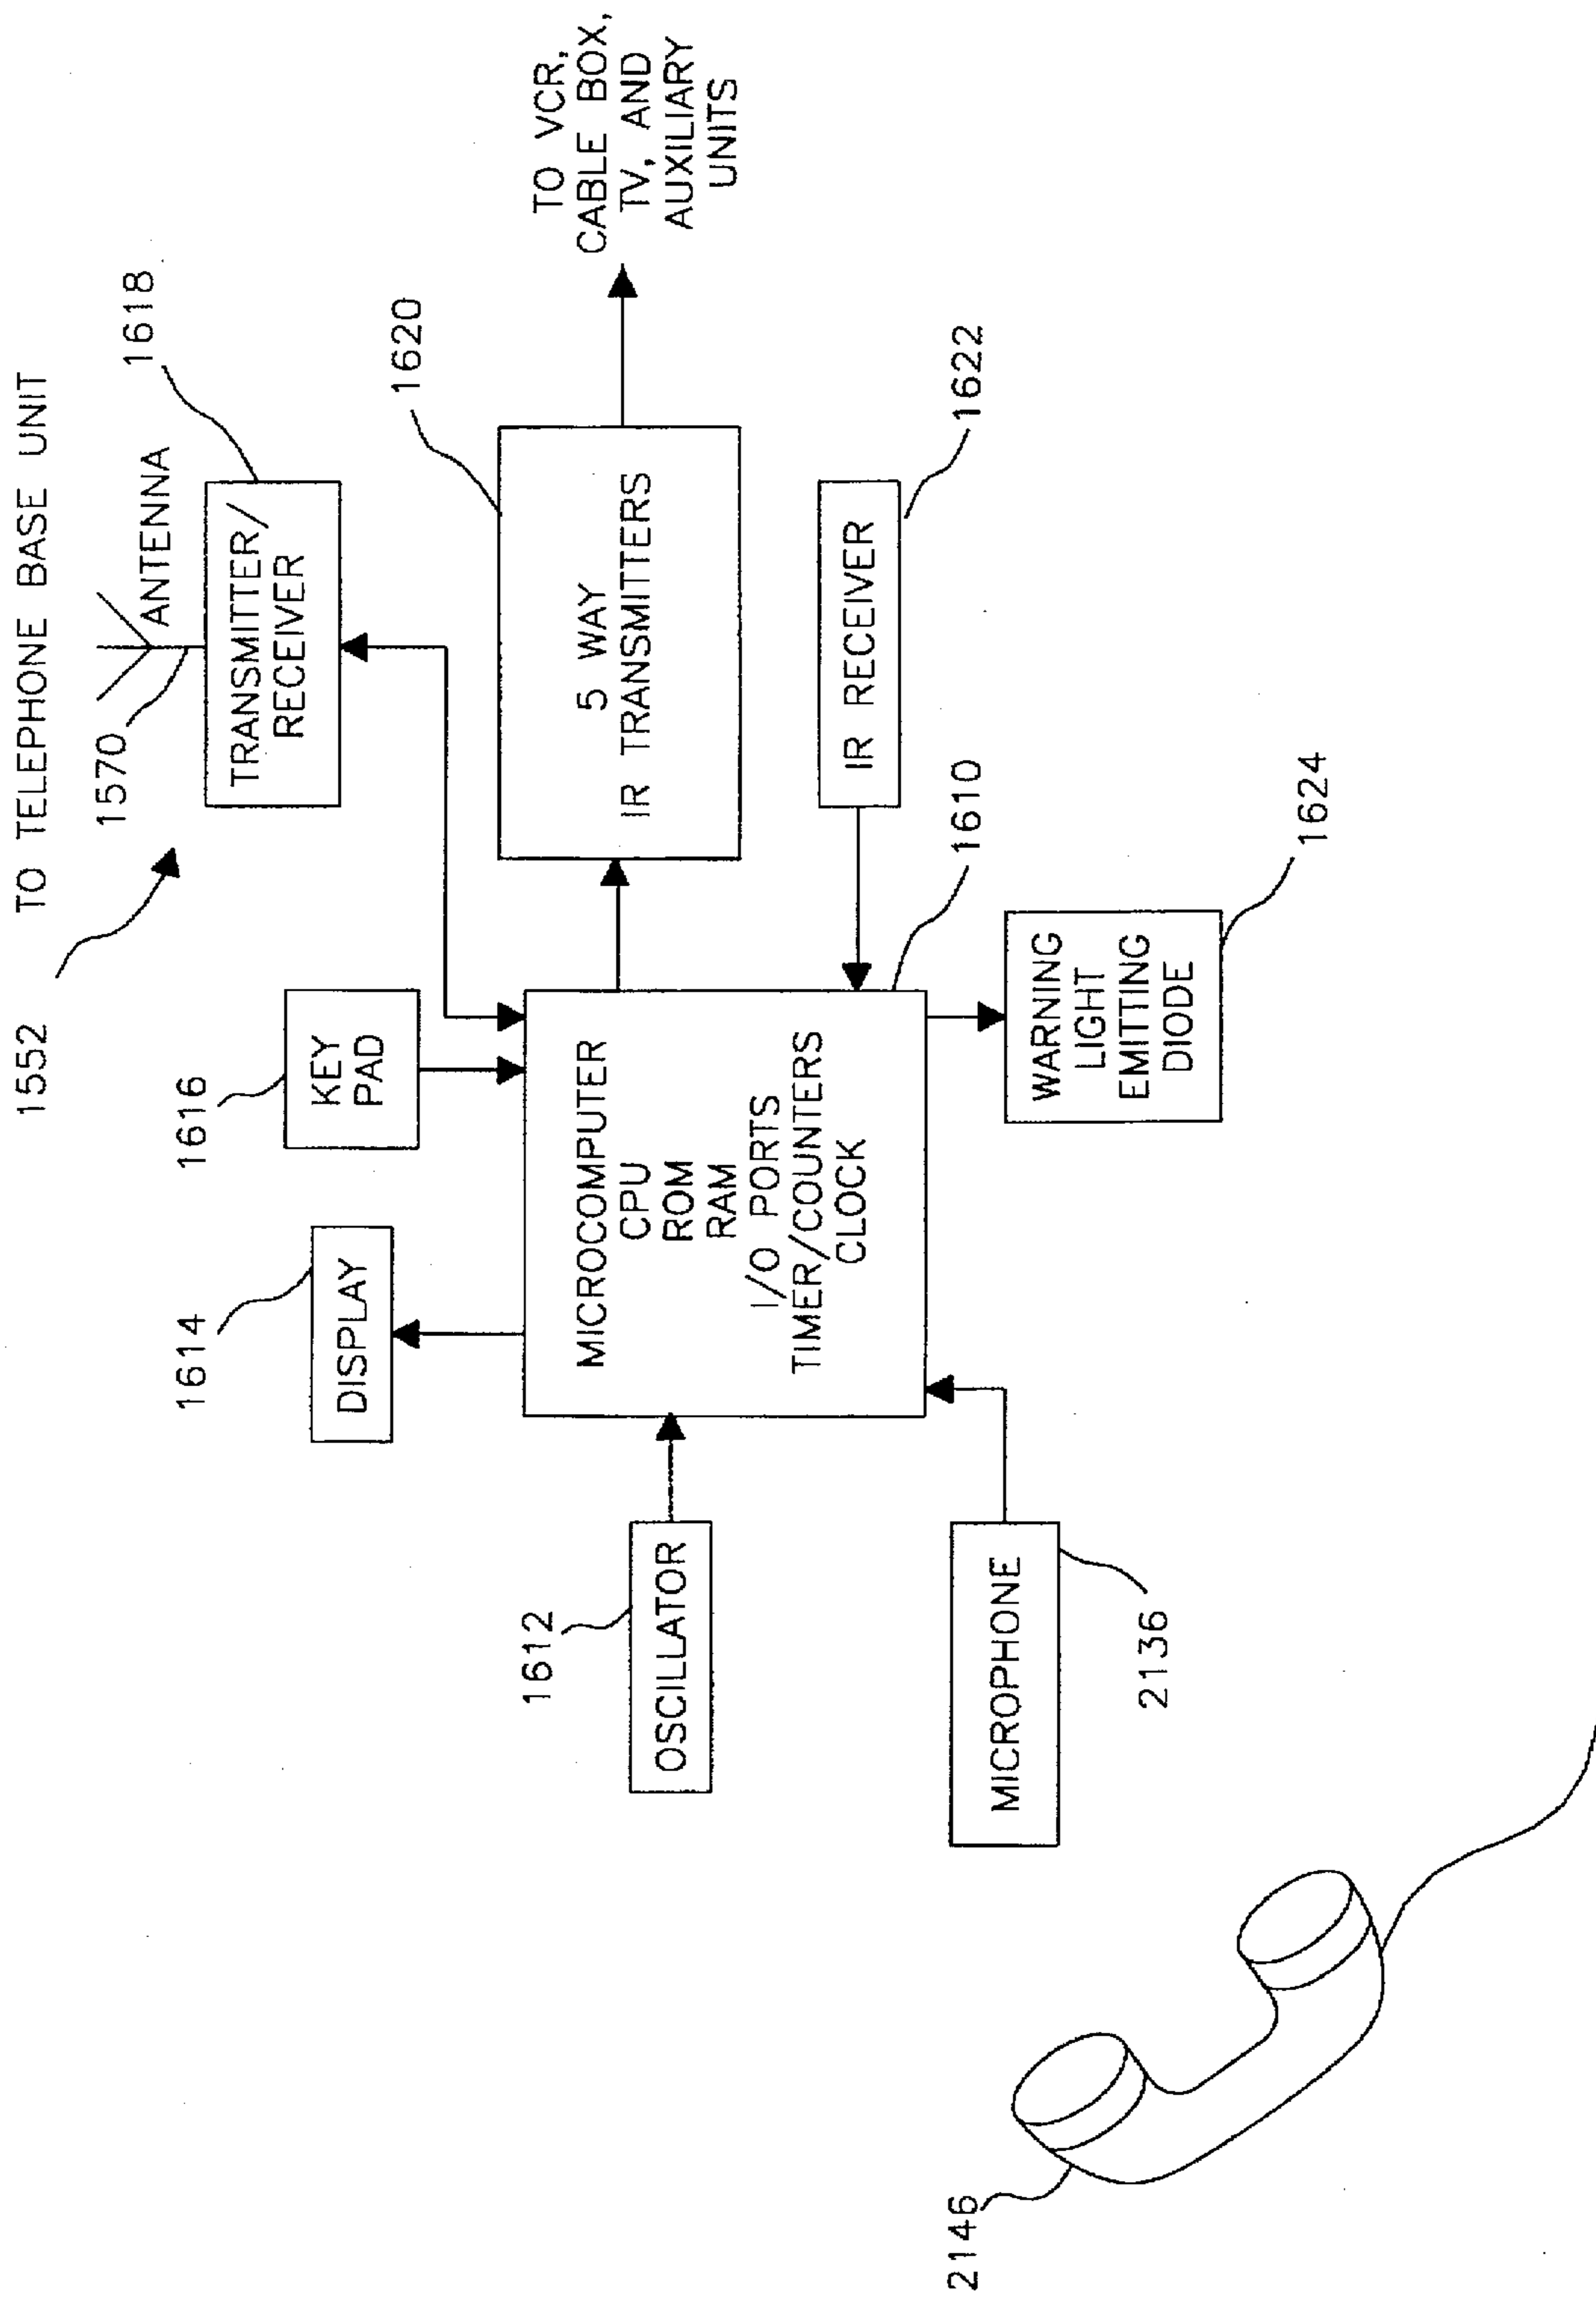 1552
TO TELEPHONE BASE UNIT
1570
ANTENNA
1618
TRANSMITTER/
RECEIVER
1616
KEY
PAD
1614
DISPLAY
1620
5 WAY
IR TRANSMITTERS
TO VCR,
CABLE BOX,
TV, AND
AUXILIARY
UNITS
1612
OSCILLATOR
MICROCOMPUTER
CPU
ROM
RAM
I/O PORTS
TIMER/COUNTERS
CLOCK
1610
IR RECEIVER
1622
MICROPHONE
2136
WARNING
LIGHT
EMITTING
DIODE
1624
2146